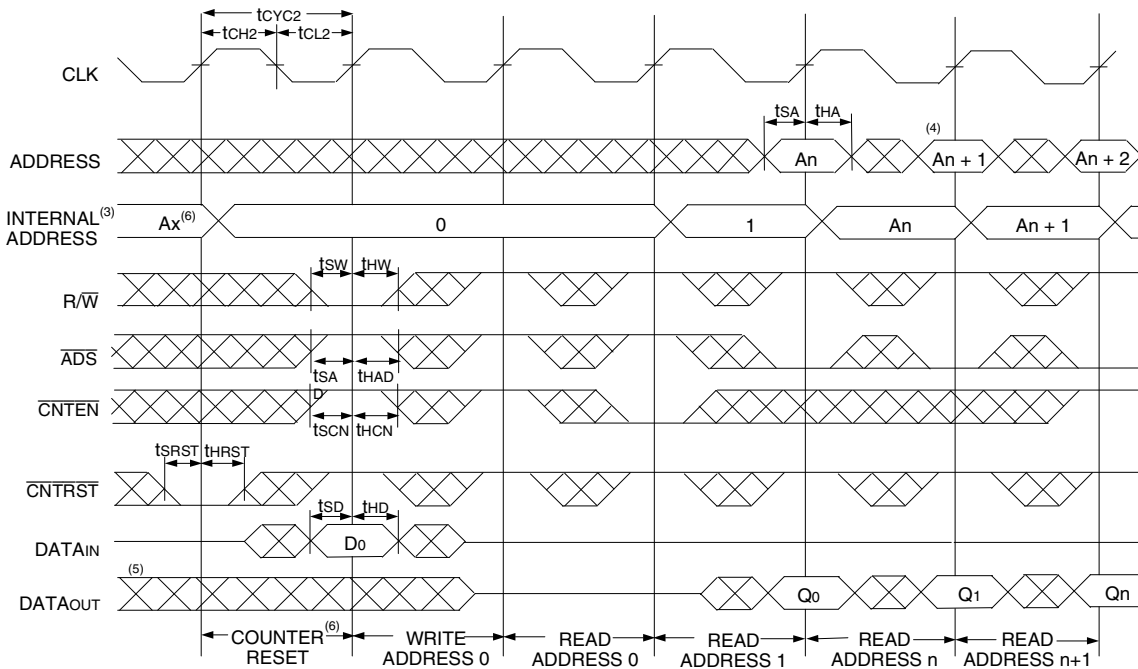 tCYC2
tCH2 tCL2
CLK
tSA tHA
(4)
ADDRESS An An + 1 An + 2
INTERNAL(3)
ADDRESS Ax(6) 0 1 An An + 1
tSW tHW
R/W̅
A̅D̅S̅
tSA
D tHAD
C̅N̅T̅E̅N̅
tSCN tHCN
tSRST tHRST
C̅N̅T̅R̅S̅T̅
tSD tHD
DATAIN D0
(5)
DATAOUT Q0 Q1 Qn
COUNTER(6) WRITE READ READ READ READ
RESET ADDRESS 0 ADDRESS 0 ADDRESS 1 ADDRESS n ADDRESS n+1